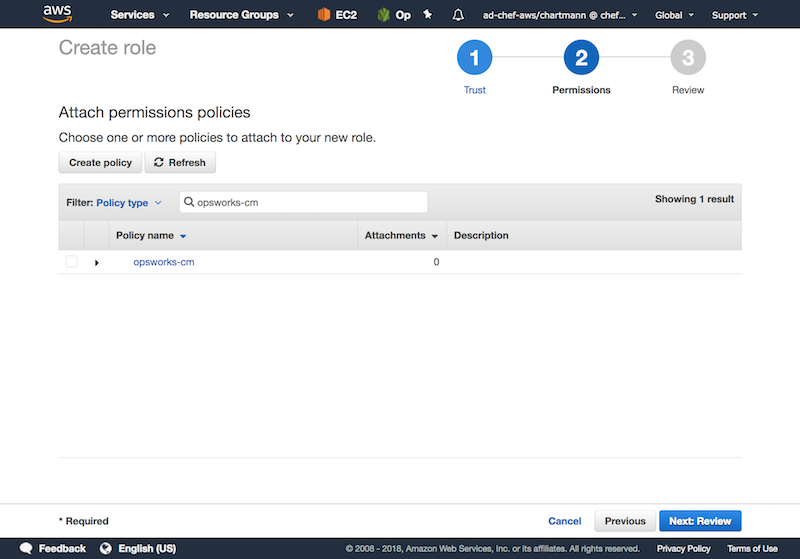 aws Services Resource Groups EC2 Op ad-chef-aws/chartmann @ chef... Global Support
Create role
1 2 3
Trust Permissions Review
Attach permissions policies
Choose one or more policies to attach to your new role.
Create policy Refresh
Filter: Policy type opsworks-cm Showing 1 result
Policy name Attachments Description
opsworks-cm 0
* Required Cancel Previous Next: Review
Feedback English (US) © 2008 - 2018, Amazon Web Services, Inc. or its affiliates. All rights reserved. Privacy Policy Terms of Use